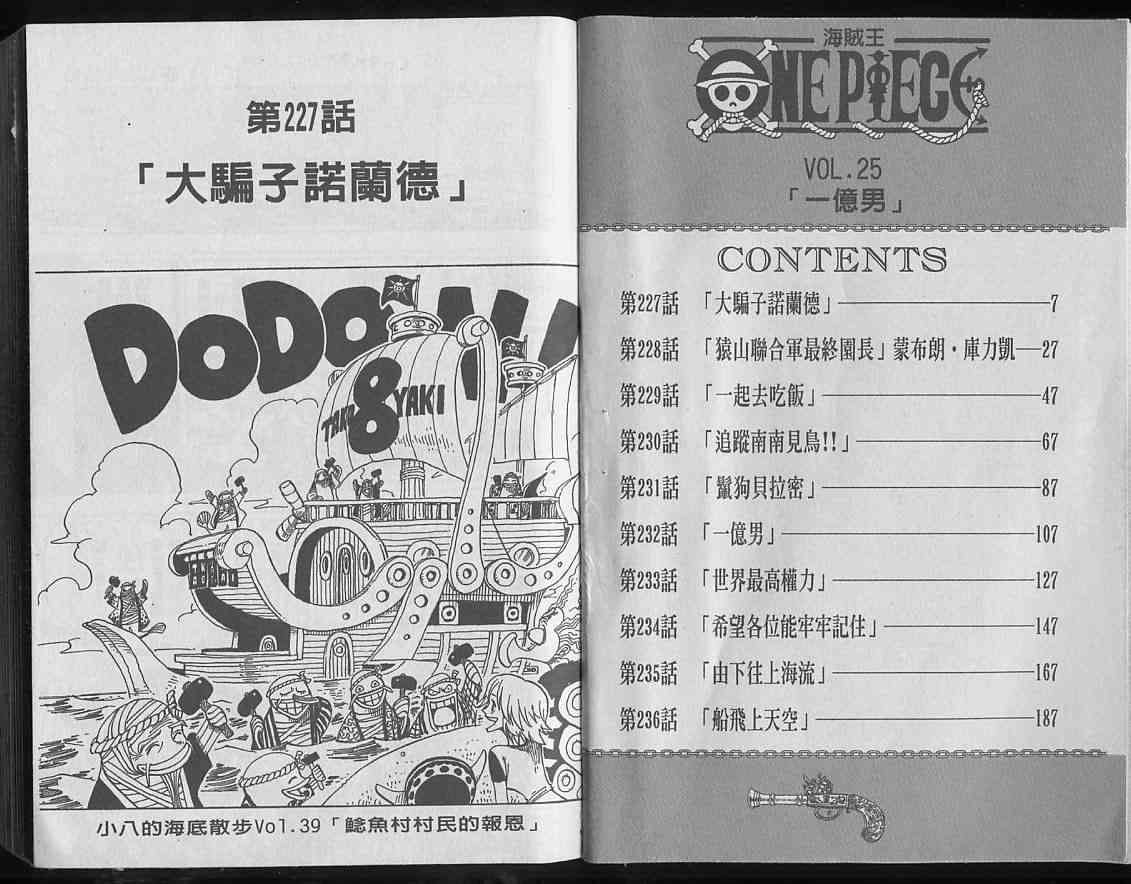 海賊王
ONE PIECE
VOL.25
「一億男」
CONTENTS
第227話 「大騙子諾蘭德」 7
第228話 「猿山聯合軍最終園長」蒙布朗・庫力凱 27
第229話 「一起去吃飯」 47
第230話 「追蹤南南見鳥!!」 67
第231話 「鬣狗貝拉密」 87
第232話 「一億男」 107
第233話 「世界最高權力」 127
第234話 「希望各位能牢牢記住」 147
第235話 「由下往上海流」 167
第236話 「船飛上天空」 187
第227話
「大騙子諾蘭德」
TAKO 8 YAKI
小八的海底散步Vol.39「鯰魚村村民的報恩」